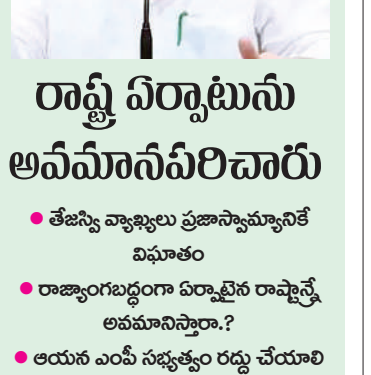 రాష్ట్ర ఏర్పాటును
అవమానపరిచారు
● తేజస్వి వ్యాఖ్యలు ప్రజాస్వామ్యానికే
విఘాతం
● రాజ్యాంగబద్ధంగా ఏర్పాటైన రాష్ట్రాన్నే
అవమానిస్తారా.?
● ఆయన ఎంపీ సభ్యత్వం రద్దు చేయాలి